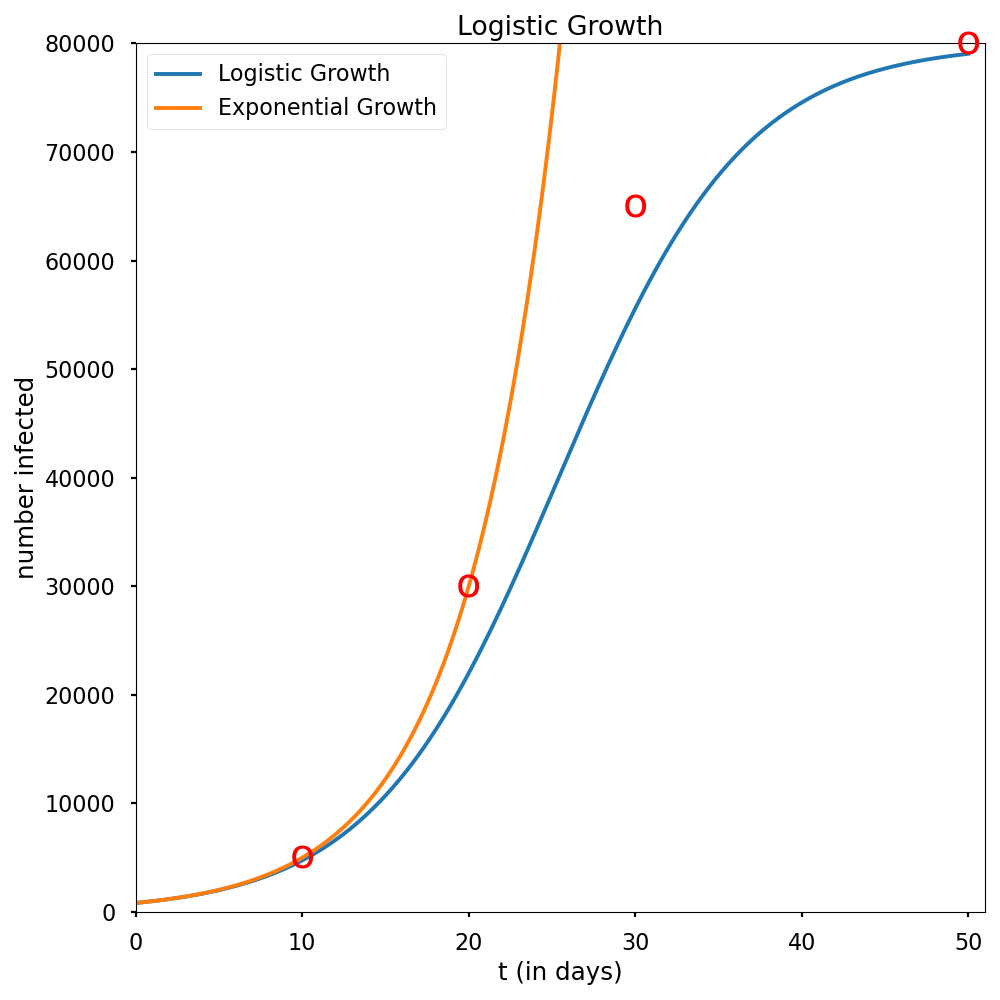 Logistic Growth
80000
70000
60000
50000
40000
30000
20000
10000
0
number infected
Logistic Growth
Exponential Growth
O
O
O
O
0 10 20 30 40 50
t (in days)